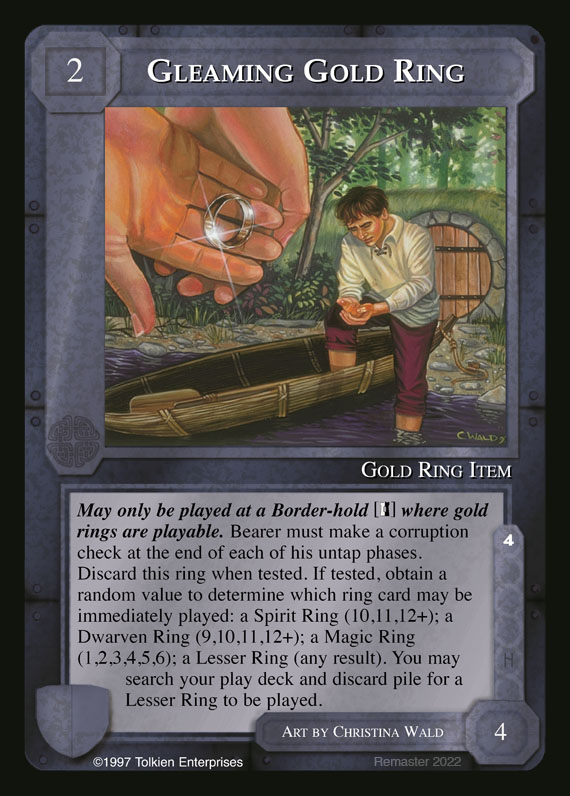 2
Gleaming Gold Ring
C. Wald
Gold Ring Item
May only be played at a Border-hold [] where gold
rings are playable. Bearer must make a corruption
check at the end of each of his untap phases.
Discard this ring when tested. If tested, obtain a
random value to determine which ring card may be
immediately played: a Spirit Ring (10,11,12+); a
Dwarven Ring (9,10,11,12+); a Magic Ring
(1,2,3,4,5,6); a Lesser Ring (any result). You may
search your play deck and discard pile for a
Lesser Ring to be played.
4
H
Art by Christina Wald
4
©1997 Tolkien Enterprises
Remaster 2022